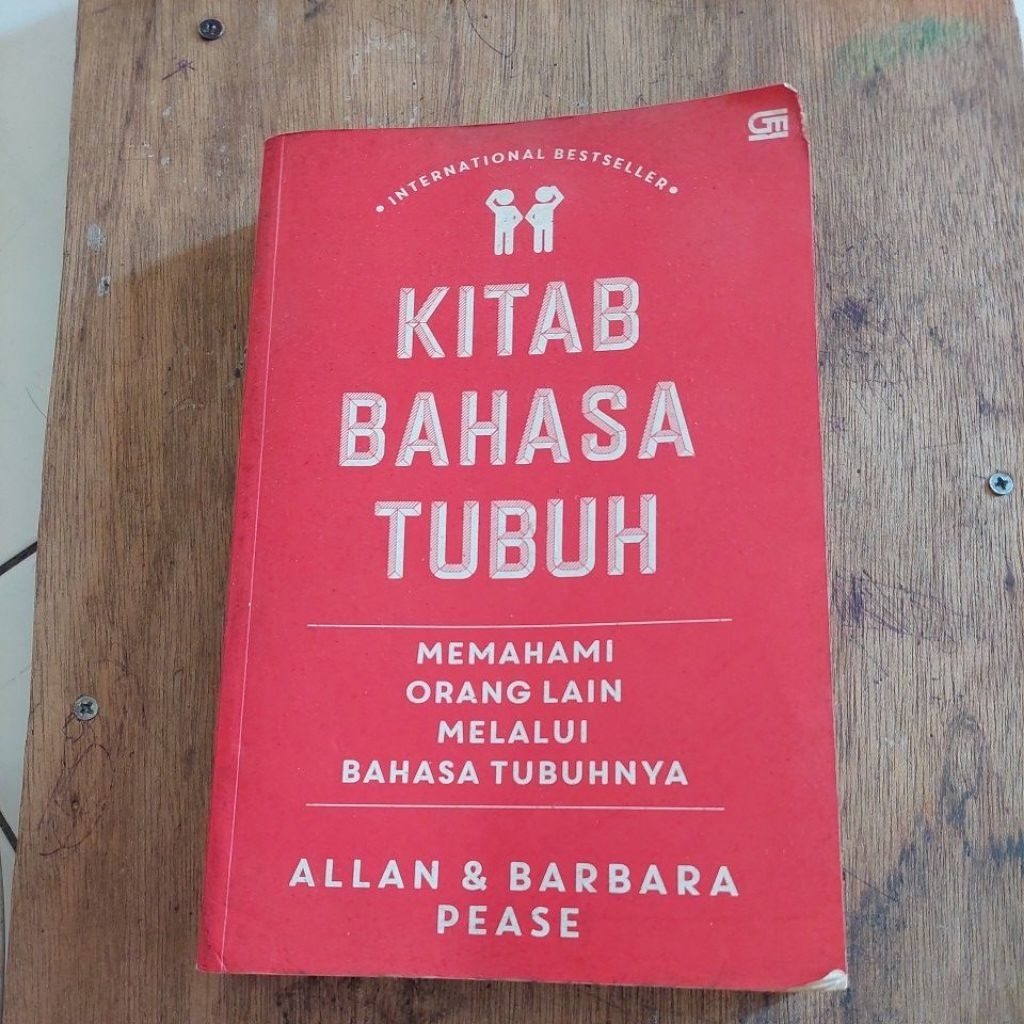 INTERNATIONAL BESTSELLER
KITAB
BAHASA
TUBUH
MEMAHAMI
ORANG LAIN
MELALUI
BAHASA TUBUHNYA
ALLAN & BARBARA
PEASE